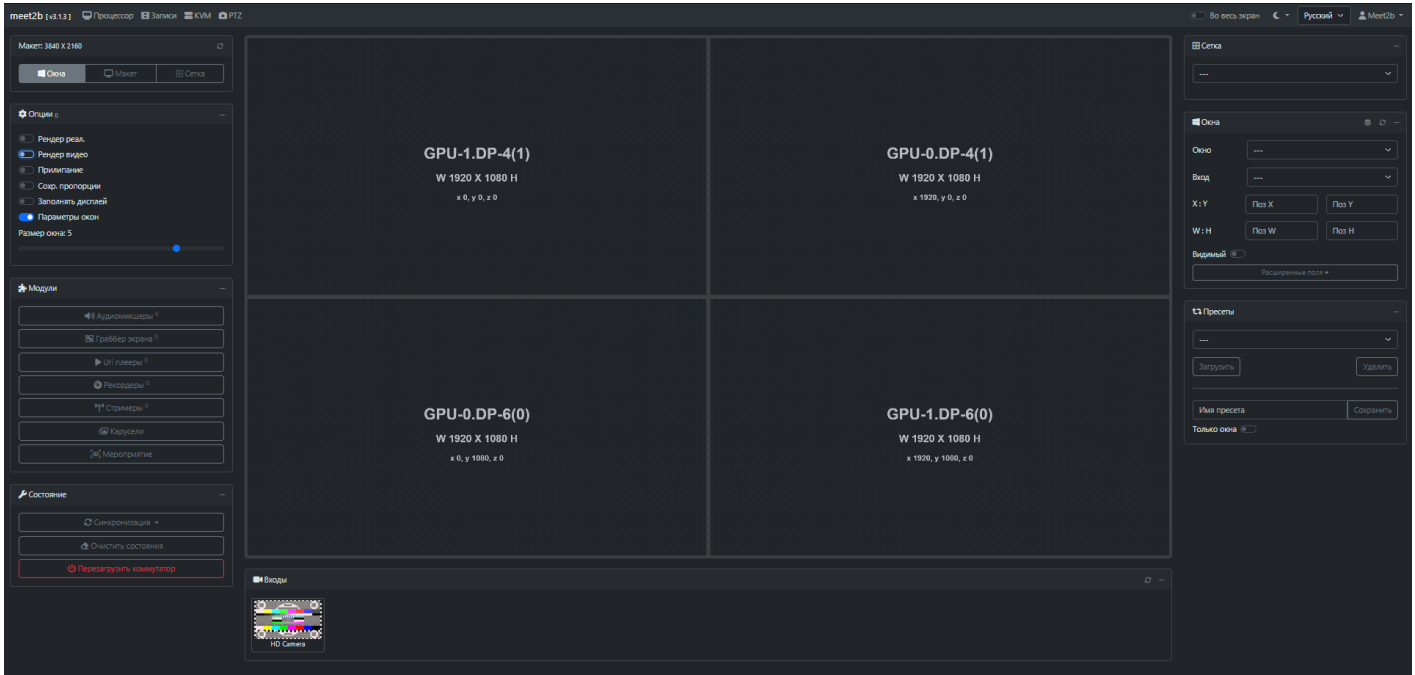 meet2b [v3.1.3] Процессор Записи KVM PTZ
Во весь экран Русский Meet2b
Макет: 3840 X 2160
Окна Макет Сетка
Опции 0
Рендер реал.
Рендер видео
Прилипание
Сохр. пропорции
Заполнять дисплей
Параметры окон
Размер окна: 5
Модули
Аудиомикшеры 0
Граббер экрана 0
Url плееры 0
Рекордеры 0
Стримеры 0
Карусели
Мероприятие
Состояние
Синхронизация
Очистить состояния
Перезагрузить коммутатор
GPU-1.DP-4(1)
W 1920 X 1080 H
x 0, y 0, z 0
GPU-0.DP-4(1)
W 1920 X 1080 H
x 1920, y 0, z 0
GPU-0.DP-6(0)
W 1920 X 1080 H
x 0, y 1080, z 0
GPU-1.DP-6(0)
W 1920 X 1080 H
x 1920, y 1080, z 0
Входы
HD Camera
Сетка
---
Окна
Окно ---
Вход ---
X : Y Поз X Поз Y
W : H Поз W Поз H
Видимый
Расширенные поля
Пресеты
---
Загрузить Удалить
Имя пресета Сохранить
Только окна